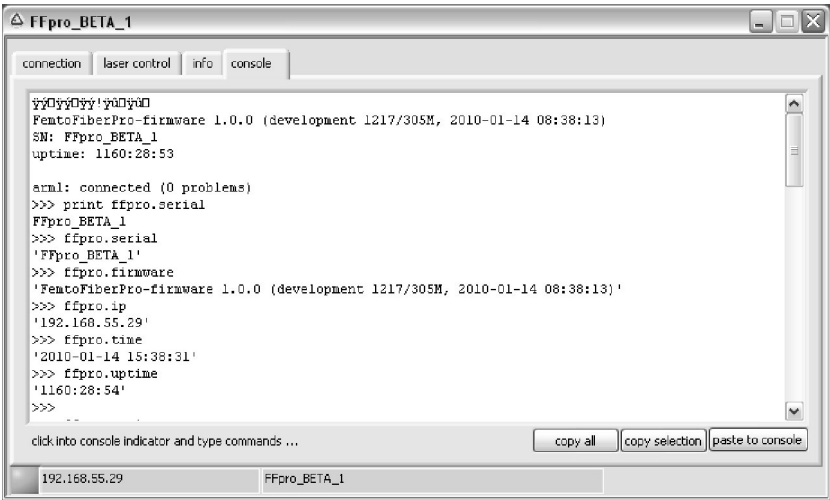 FFpro_BETA_1
connection laser control info console
ÿýÿýÿý!ÿûÿû
FemtoFiberPro-firmware 1.0.0 (development 1217/305M, 2010-01-14 08:38:13)
SN: FFpro_BETA_1
uptime: 1160:28:53
arm1: connected (0 problems)
>>> print ffpro.serial
FFpro_BETA_1
>>> ffpro.serial
'FFpro_BETA_1'
>>> ffpro.firmware
'FemtoFiberPro-firmware 1.0.0 (development 1217/305M, 2010-01-14 08:38:13)'
>>> ffpro.ip
'192.168.55.29'
>>> ffpro.time
'2010-01-14 15:38:31'
>>> ffpro.uptime
'1160:28:54'
>>>
click into console indicator and type commands ... copy all copy selection paste to console
192.168.55.29 FFpro_BETA_1